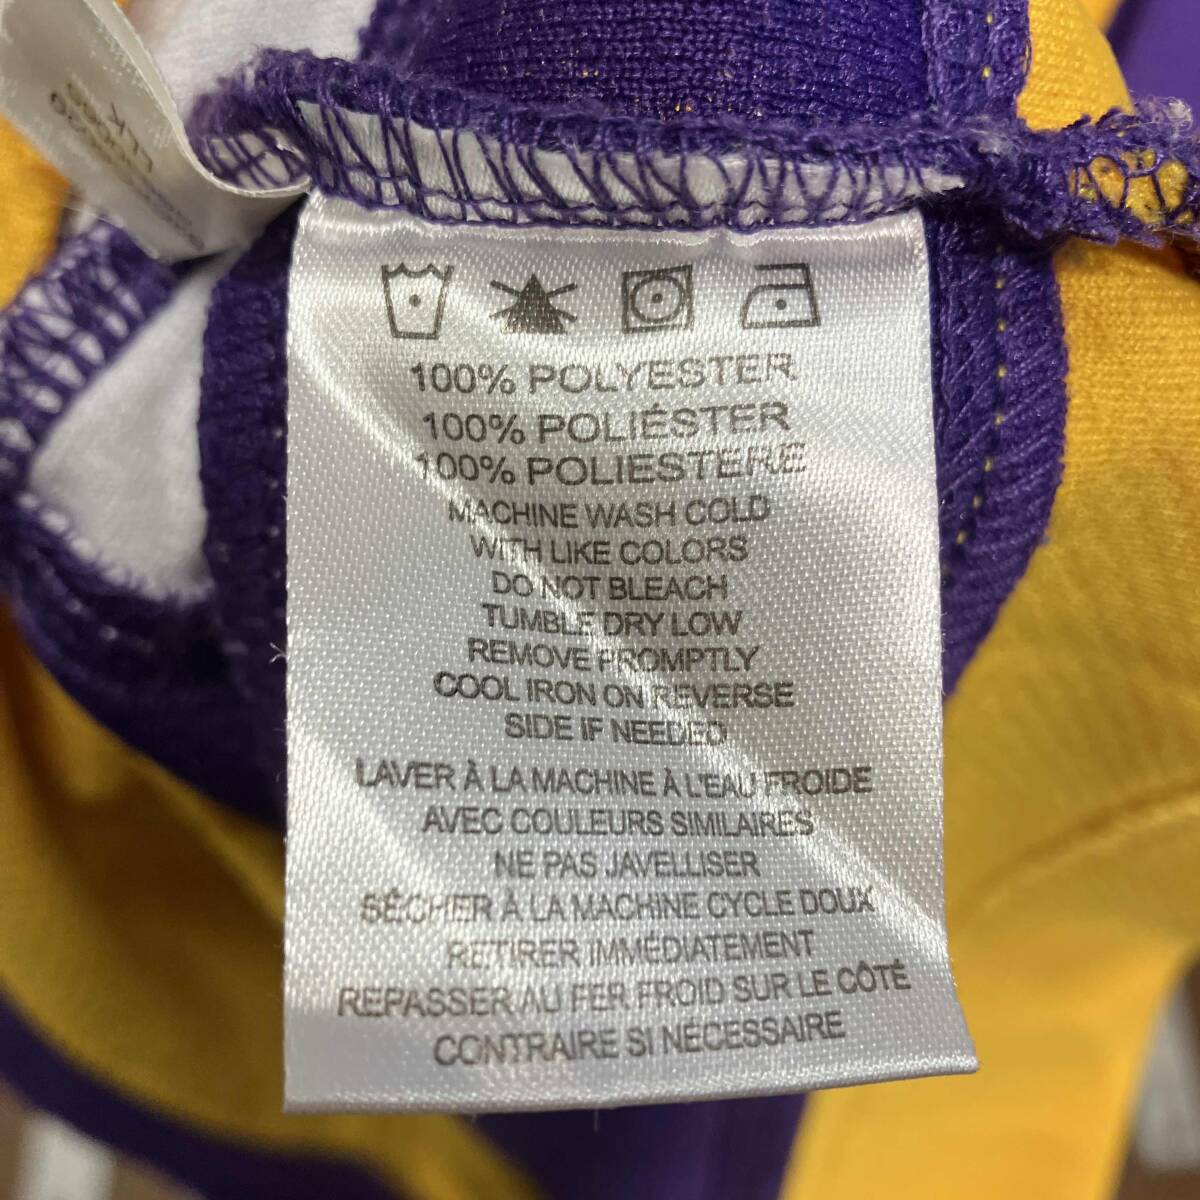 100% POLYESTER
100% POLIÉSTER
100% POLIESTERE
MACHINE WASH COLD
WITH LIKE COLORS
DO NOT BLEACH
TUMBLE DRY LOW
REMOVE PROMPTLY
COOL IRON ON REVERSE
SIDE IF NEEDED
LAVER À LA MACHINE À L'EAU FROIDE
AVEC COULEURS SIMILAIRES
NE PAS JAVELLISER
SÉCHER À LA MACHINE CYCLE DOUX
RETIRER IMMÉDIATEMENT
REPASSER AU FER FROID SUR LE CÔTÉ
CONTRAIRE SI NÉCESSAIRE